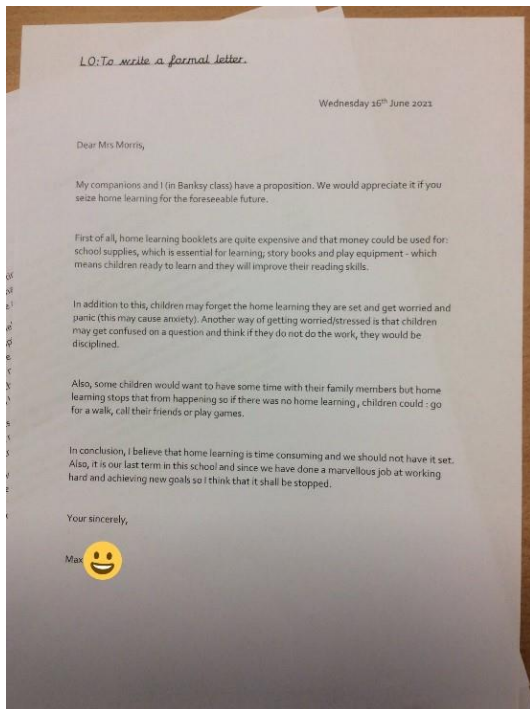 LO: To write a formal letter.
Wednesday 16th June 2021
Dear Mrs Morris,
My companions and I (in Banksy class) have a proposition. We would appreciate it if you
seize home learning for the foreseeable future.
First of all, home learning booklets are quite expensive and that money could be used for:
school supplies, which is essential for learning; story books and play equipment - which
means children ready to learn and they will improve their reading skills.
In addition to this, children may forget the home learning they are set and get worried and
panic (this may cause anxiety). Another way of getting worried/stressed is that children
may get confused on a question and think if they do not do the work, they would be
disciplined.
Also, some children would want to have some time with their family members but home
learning stops that from happening so if there was no home learning , children could : go
for a walk, call their friends or play games.
In conclusion, I believe that home learning is time consuming and we should not have it set.
Also, it is our last term in this school and since we have done a marvellous job at working
hard and achieving new goals so I think that it shall be stopped.
Your sincerely,
Max